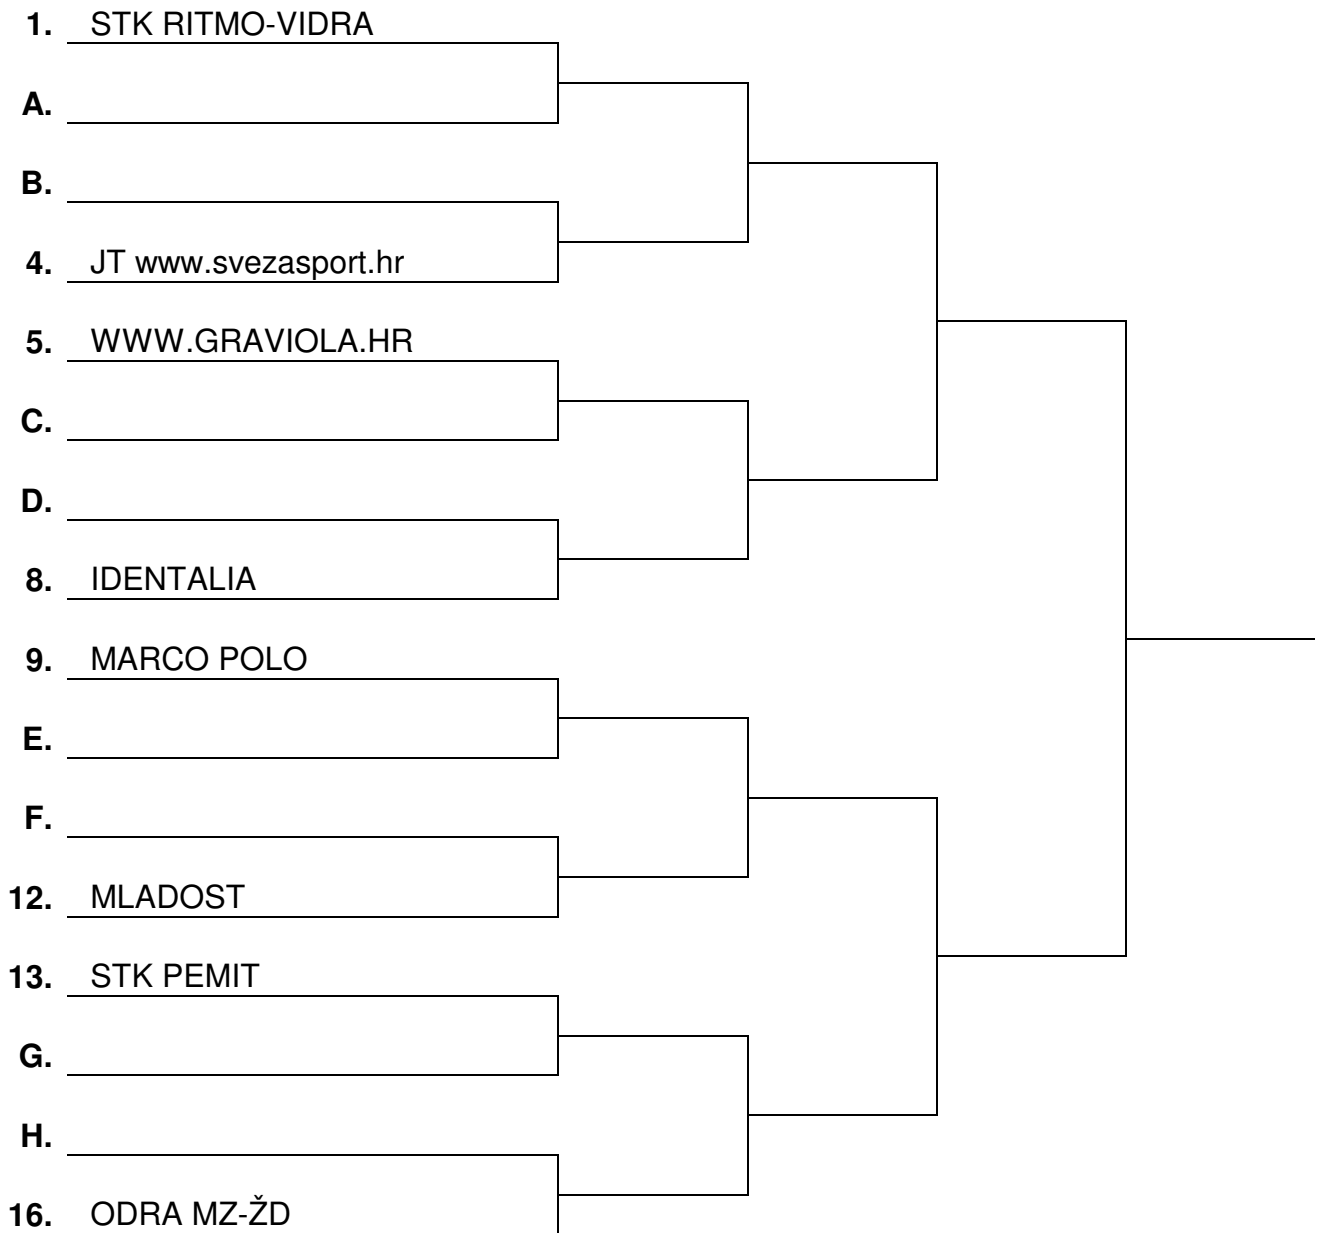 1. STK RITMO-VIDRA
A.
B.
4. JT www.svezasport.hr
5. WWW.GRAVIOLA.HR
C.
D.
8. IDENTALIA
9. MARCO POLO
E.
F.
12. MLADOST
13. STK PEMIT
G.
H.
16. ODRA MZ-ŽD